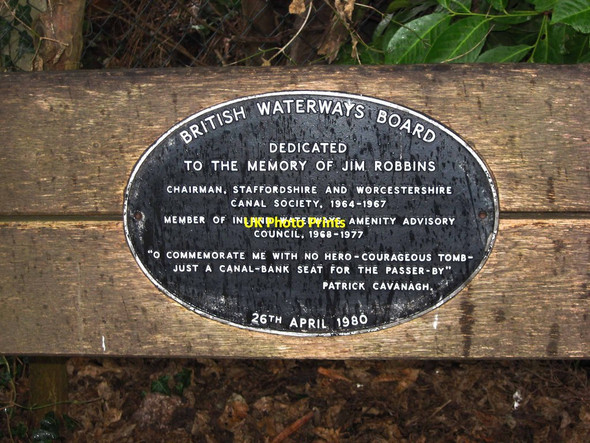 BRITISH WATERWAYS BOARD
DEDICATED
TO THE MEMORY OF JIM ROBBINS
CHAIRMAN, STAFFORDSHIRE AND WORCESTERSHIRE
CANAL SOCIETY, 1964-1967
MEMBER OF INLAND WATERWAYS AMENITY ADVISORY
UK Photo Prints
COUNCIL, 1968-1977
"O COMMEMORATE ME WITH NO HERO-COURAGEOUS TOMB-
JUST A CANAL-BANK SEAT FOR THE PASSER-BY"
PATRICK CAVANAGH.
26TH APRIL 1980